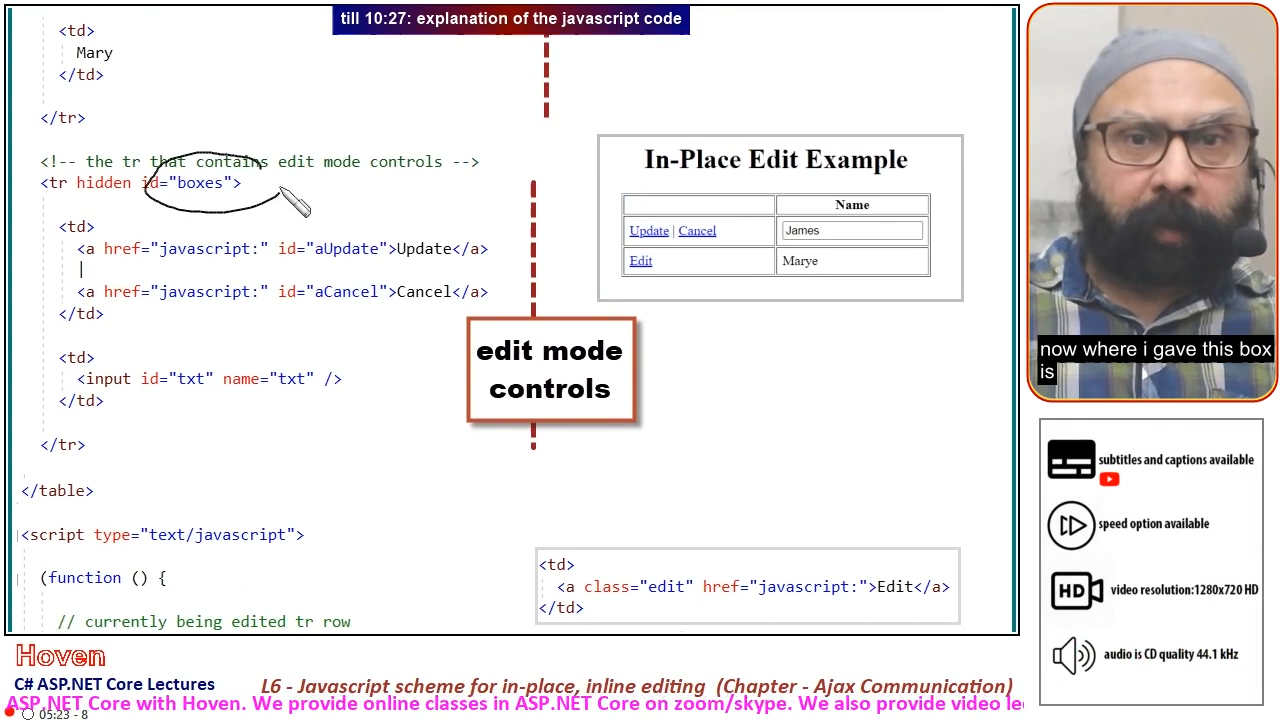 till 10:27: explanation of the javascript code
<td>
Mary
</td>
</tr>
<!-- the tr that contains edit mode controls -->
<tr hidden id="boxes">
<td>
<a href="javascript:" id="aUpdate">Update</a>
|
<a href="javascript:" id="aCancel">Cancel</a>
</td>
<td>
<input id="txt" name="txt" />
</td>
</tr>
</table>
<script type="text/javascript">
(function () {
// currently being edited tr row
In-Place Edit Example
Name
Update | Cancel
James
Edit
Marye
edit mode
controls
<td>
<a class="edit" href="javascript:">Edit</a>
</td>
now where i gave this box
is
subtitles and captions available
speed option available
HD
video resolution:1280x720 HD
audio is CD quality 44.1 kHz
Hoven
C# ASP.NET Core Lectures
L6 - Javascript scheme for in-place, inline editing (Chapter - Ajax Communication)
ASP.NET Core with Hoven. We provide online classes in ASP.NET Core on zoom/skype. We also provide video le
05:23 - 8